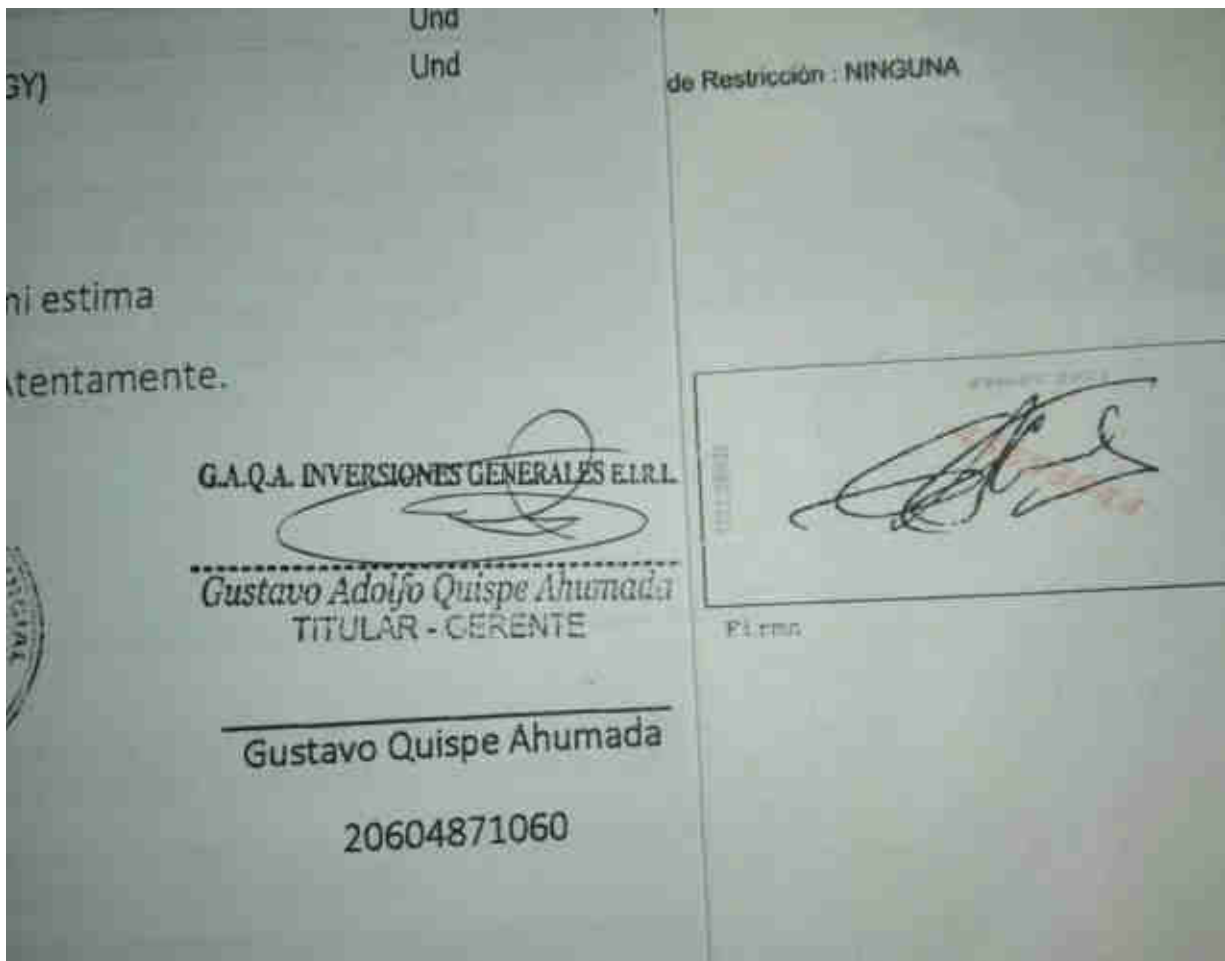 Und
GY)
Und
ni estima
Atentamente.
G.A.Q.A. INVERSIONES GENERALES E.I.R.L.
Gustavo Adolfo Quispe Ahumada
TITULAR - GERENTE
Gustavo Quispe Ahumada
20604871060
de Restricción : NINGUNA
Firma